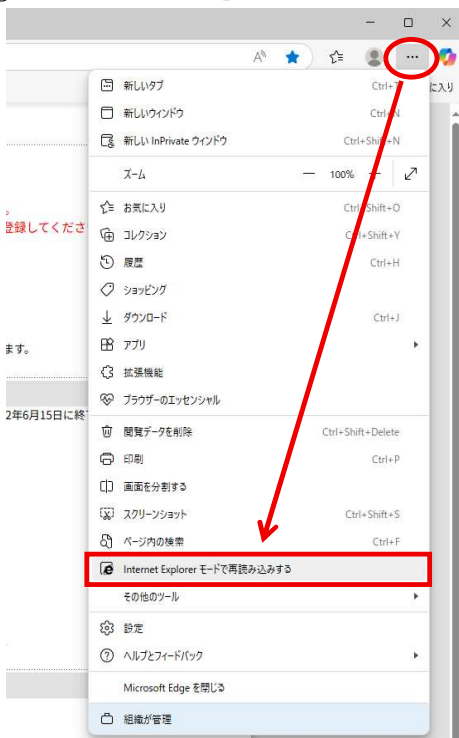 に入り
新しいタブ Ctrl+T
新しいウィンドウ Ctrl+N
新しい InPrivate ウィンドウ Ctrl+Shift+N
ズーム 100%
お気に入り Ctrl+Shift+O
登録してくださ
コレクション Ctrl+Shift+Y
履歴 Ctrl+H
ショッピング
ダウンロード Ctrl+J
ます。
アプリ
拡張機能
ブラウザーのエッセンシャル
2年6月15日に終
閲覧データを削除 Ctrl+Shift+Delete
印刷 Ctrl+P
画面を分割する
スクリーンショット Ctrl+Shift+S
ページ内の検索 Ctrl+F
Internet Explorer モードで再読み込みする
その他のツール
設定
ヘルプとフィードバック
Microsoft Edge を閉じる
組織が管理